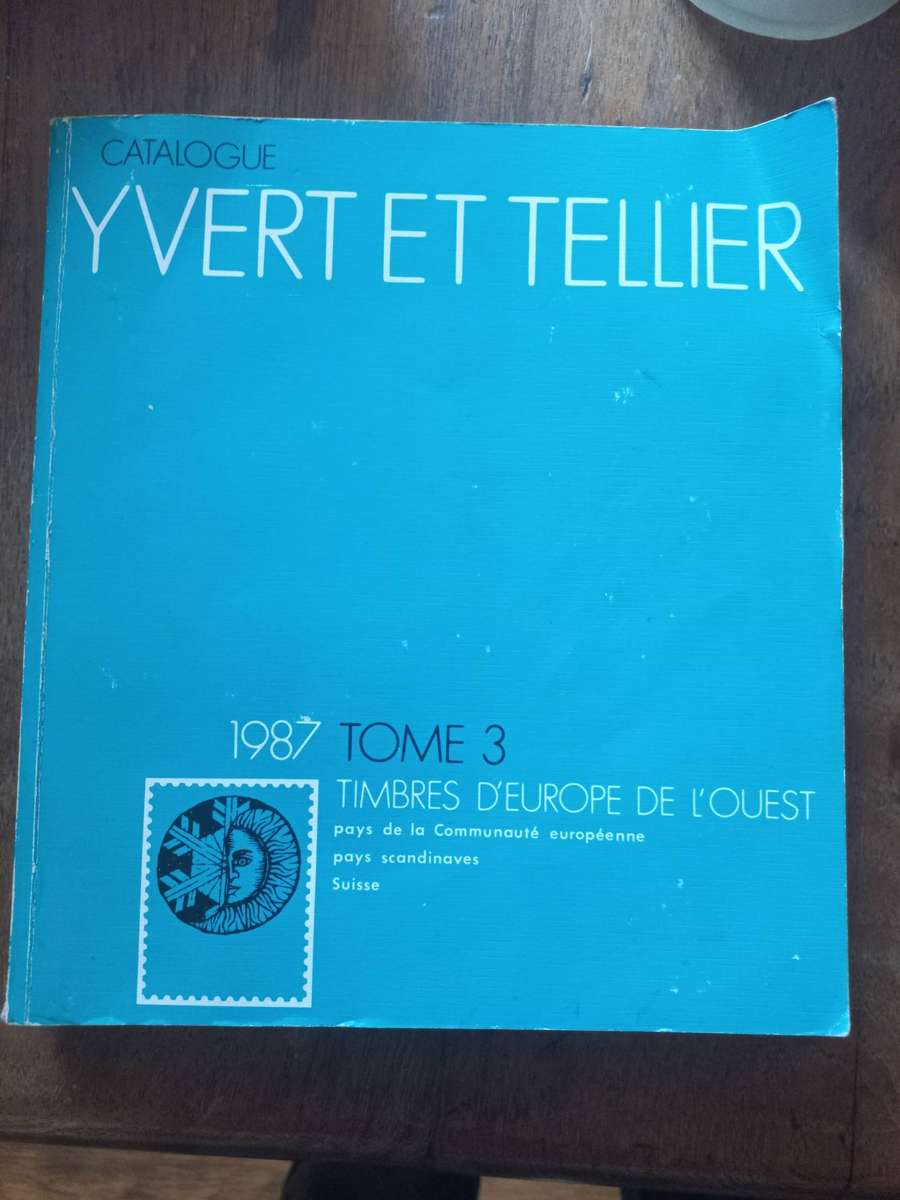 CATALOGUE
YVERT ET TELLIER
1987 TOME 3
TIMBRES D'EUROPE DE L'OUEST
pays de la Communauté européenne
pays scandinaves
Suisse